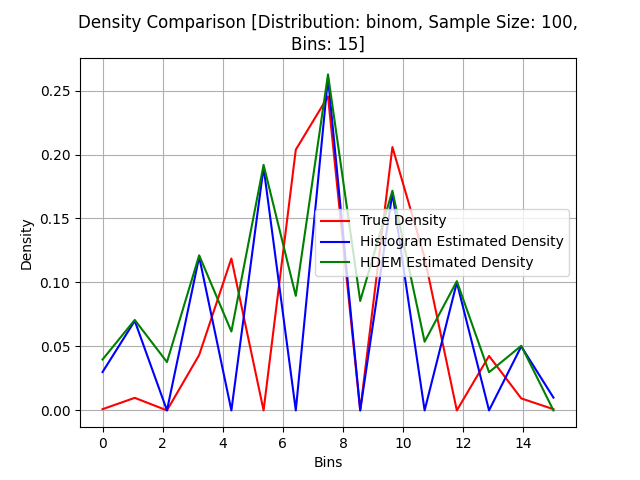 Density Comparison [Distribution: binom, Sample Size: 100,
Bins: 15]
0.25
0.20
0.15
0.10
0.05
0.00
Density
True Density
Histogram Estimated Density
HDEM Estimated Density
0 2 4 6 8 10 12 14
Bins